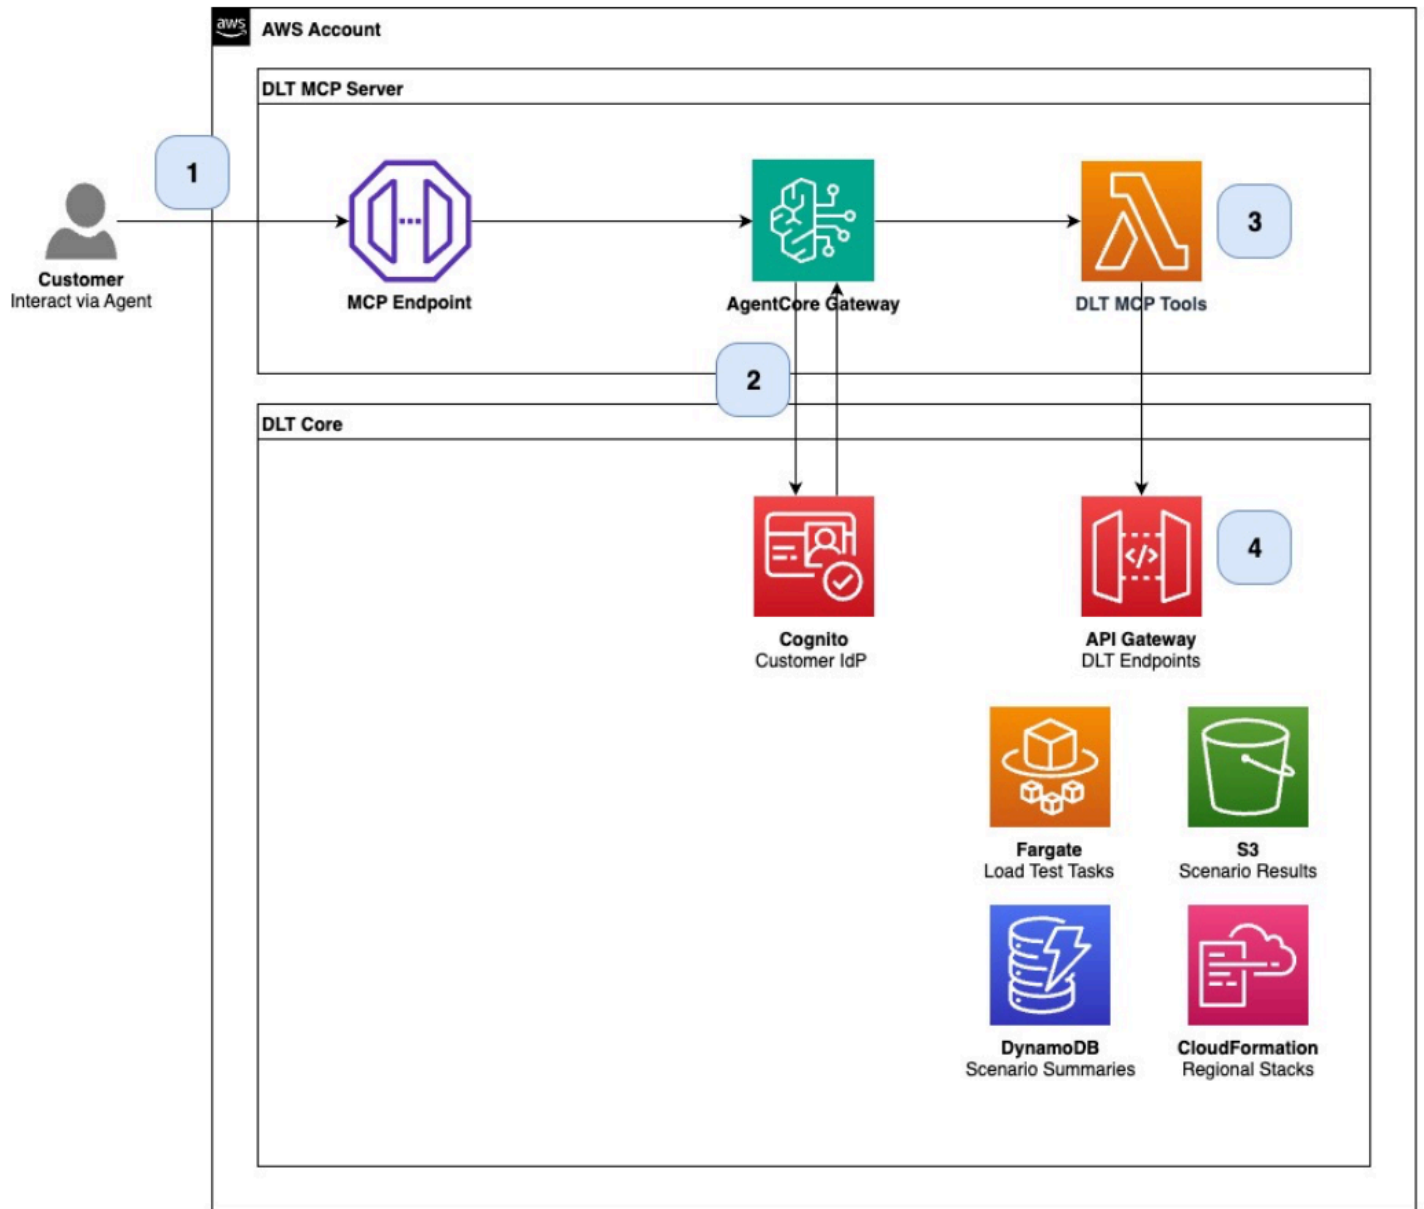 aws
AWS Account
DLT MCP Server
1
3
Customer
Interact via Agent
MCP Endpoint
AgentCore Gateway
DLT MCP Tools
2
DLT Core
</>
4
Cognito
Customer IdP
API Gateway
DLT Endpoints
Fargate
Load Test Tasks
S3
Scenario Results
DynamoDB
Scenario Summaries
CloudFormation
Regional Stacks